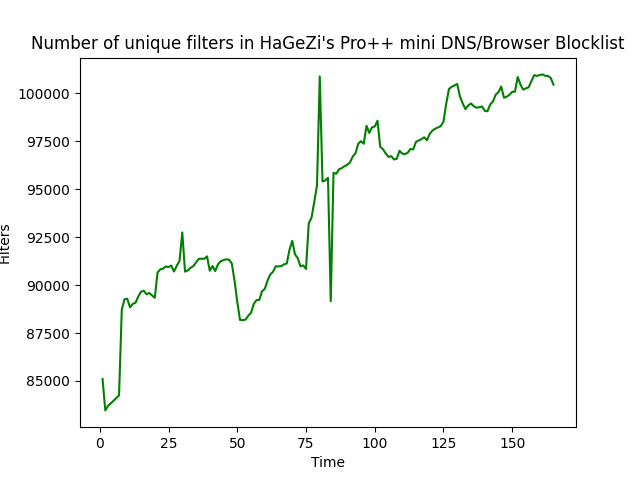 Number of unique filters in HaGeZi's Pro++ mini DNS/Browser Blocklist
100000
97500
95000
92500
90000
87500
85000
Filters
0 25 50 75 100 125 150
Time